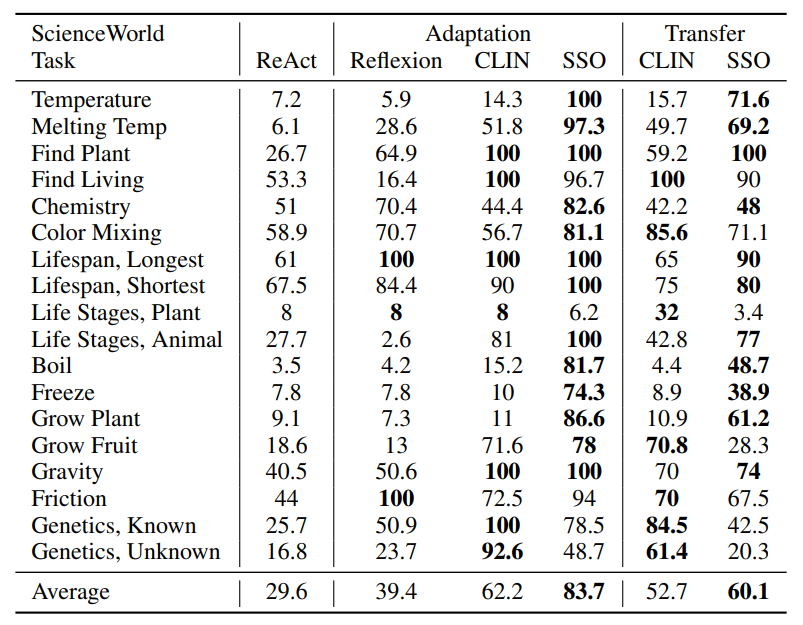 ScienceWorld Adaptation Transfer
Task ReAct Reflexion CLIN SSO CLIN SSO
Temperature 7.2 5.9 14.3 100 15.7 71.6
Melting Temp 6.1 28.6 51.8 97.3 49.7 69.2
Find Plant 26.7 64.9 100 100 59.2 100
Find Living 53.3 16.4 100 96.7 100 90
Chemistry 51 70.4 44.4 82.6 42.2 48
Color Mixing 58.9 70.7 56.7 81.1 85.6 71.1
Lifespan, Longest 61 100 100 100 65 90
Lifespan, Shortest 67.5 84.4 90 100 75 80
Life Stages, Plant 8 8 8 6.2 32 3.4
Life Stages, Animal 27.7 2.6 81 100 42.8 77
Boil 3.5 4.2 15.2 81.7 4.4 48.7
Freeze 7.8 7.8 10 74.3 8.9 38.9
Grow Plant 9.1 7.3 11 86.6 10.9 61.2
Grow Fruit 18.6 13 71.6 78 70.8 28.3
Gravity 40.5 50.6 100 100 70 74
Friction 44 100 72.5 94 70 67.5
Genetics, Known 25.7 50.9 100 78.5 84.5 42.5
Genetics, Unknown 16.8 23.7 92.6 48.7 61.4 20.3
Average 29.6 39.4 62.2 83.7 52.7 60.1